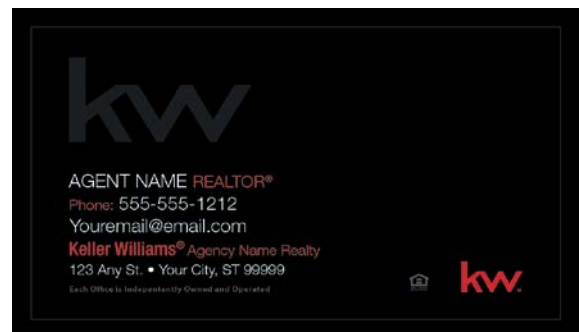 kw
AGENT NAME REALTOR®
Phone: 555-555-1212
Youremail@email.com
Keller Williams® Agency Name Realty
123 Any St. • Your City, ST 99999
Each Office is Independently Owned and Operated
kw.